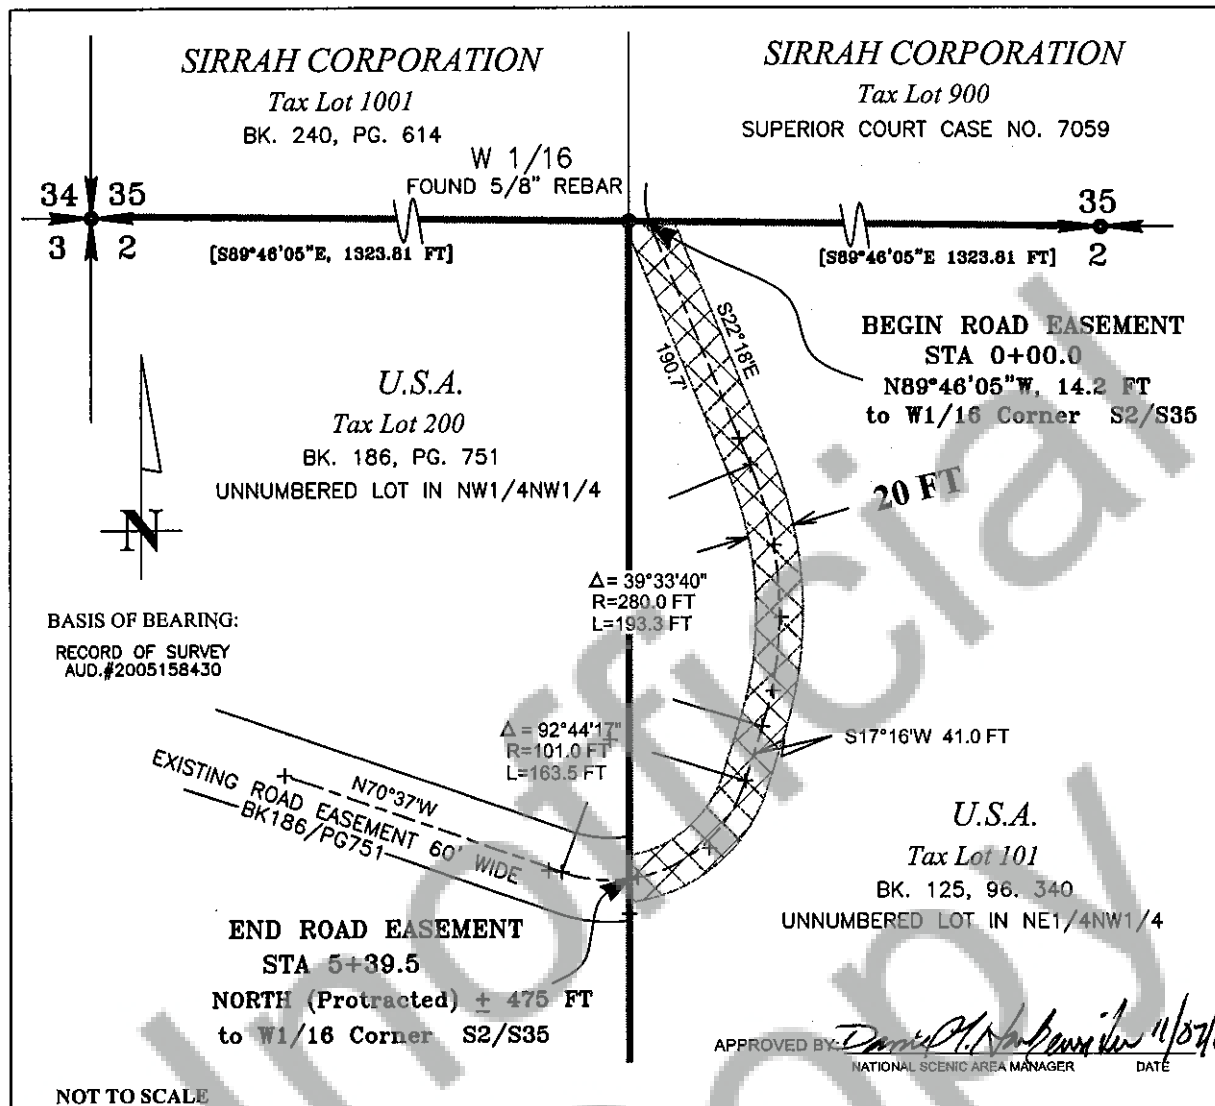 SIRRAH CORPORATION
Tax Lot 1001
BK. 240, PG. 614
SIRRAH CORPORATION
Tax Lot 900
SUPERIOR COURT CASE NO. 7059
W 1/16
FOUND 5/8" REBAR
34 35
3 2
35
2
[S89°46'05"E, 1323.81 FT]
[S89°46'05"E 1323.81 FT]
S22°18'E
190.7'
BEGIN ROAD EASEMENT
STA 0+00.0
N89°46'05"W, 14.2 FT
to W1/16 Corner S2/S35
U.S.A.
Tax Lot 200
BK. 186, PG. 751
UNNUMBERED LOT IN NW1/4NW1/4
20 FT
N
Δ = 39°33'40"
R=280.0 FT
L=193.3 FT
BASIS OF BEARING:
RECORD OF SURVEY
AUD.#2005158430
Δ = 92°44'17"
R=101.0 FT
L=163.5 FT
S17°16'W 41.0 FT
N70°37'W
EXISTING ROAD EASEMENT 60' WIDE
BK186/PG751
U.S.A.
Tax Lot 101
BK. 125, 96. 340
UNNUMBERED LOT IN NE1/4NW1/4
END ROAD EASEMENT
STA 5+39.5
NORTH (Protracted) ± 475 FT
to W1/16 Corner S2/S35
APPROVED BY:
NATIONAL SCENIC AREA MANAGER DATE
NOT TO SCALE
Unofficial
Copy